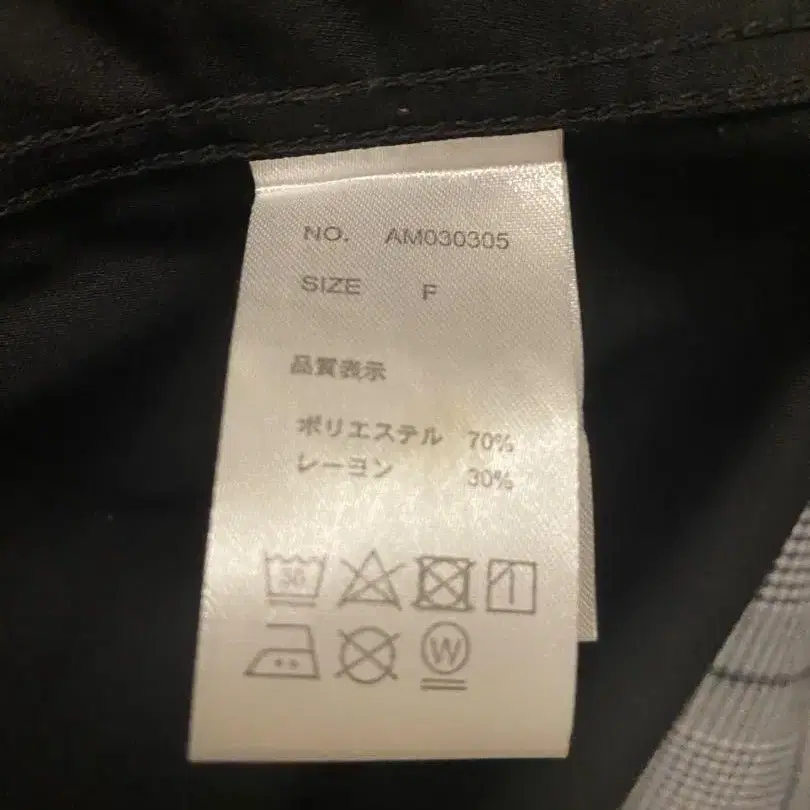 NO. AM030305
SIZE F
品質表示
ポリエステル 70%
レーヨン 30%
30
W